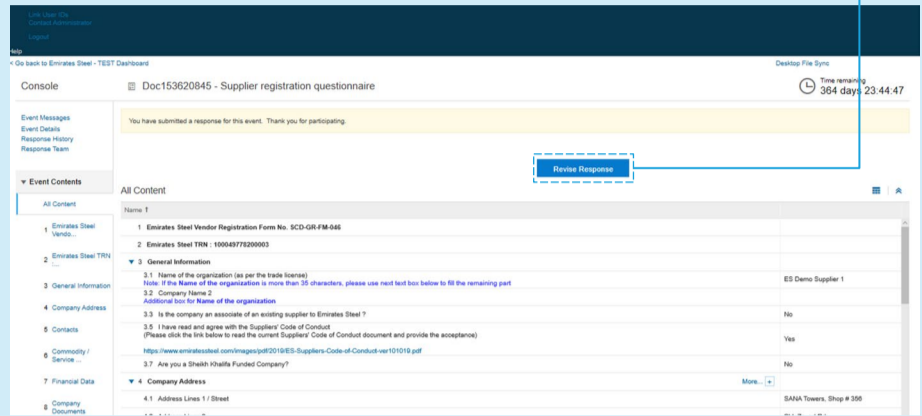 Link User IDs
Contact Administrator
Logout
Help
< Go back to Emirates Steel - TEST Dashboard
Desktop File Sync
Console
Doc153620845 - Supplier registration questionnaire
Time remaining
364 days 23:44:47
Event Messages
Event Details
Response History
Response Team
You have submitted a response for this event. Thank you for participating.
Revise Response
▼ Event Contents
All Content
1 Emirates Steel Vendo...
2 Emirates Steel TRN :...
3 General Information
4 Company Address
5 Contacts
6 Commodity / Service ...
7 Financial Data
8 Company Documents
All Content
Name ↑
1 Emirates Steel Vendor Registration Form No. SCD-GR-FM-046
2 Emirates Steel TRN : 100049778200003
▼ 3 General Information
3.1 Name of the organization (as per the trade license)
Note: If the Name of the organization is more than 35 characters, please use next text box below to fill the remaining part
ES Demo Supplier 1
3.2 Company Name 2
Additional box for Name of the organization
3.3 Is the company an associate of an existing supplier to Emirates Steel ?
No
3.5 I have read and agree with the Suppliers' Code of Conduct
(Please click the link below to read the current Suppliers' Code of Conduct document and provide the acceptance)
Yes
https://www.emiratessteel.com/images/pdf/2019/ES-Suppliers-Code-of-Conduct-ver101019.pdf
3.7 Are you a Sheikh Khalifa Funded Company?
No
▼ 4 Company Address
More... +
4.1 Address Lines 1 / Street
SANA Towers, Shop # 356